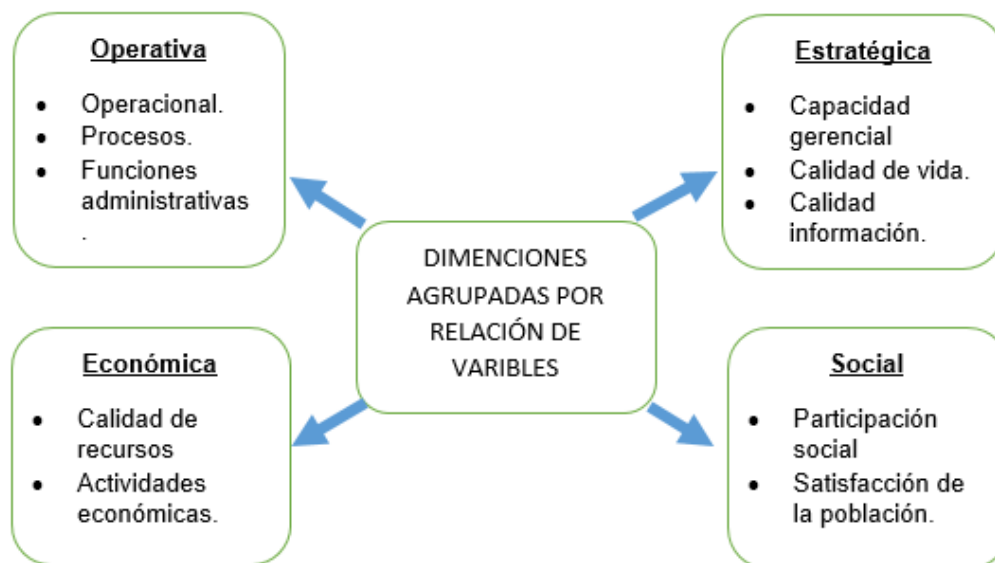 Operativa
• Operacional.
• Procesos.
• Funciones
administrativas
.
Estratégica
• Capacidad
gerencial
• Calidad de vida.
• Calidad
información.
DIMENCIONES
AGRUPADAS POR
RELACIÓN DE
VARIBLES
Económica
• Calidad de
recursos
• Actividades
económicas.
Social
• Participación
social
• Satisfacción de
la población.